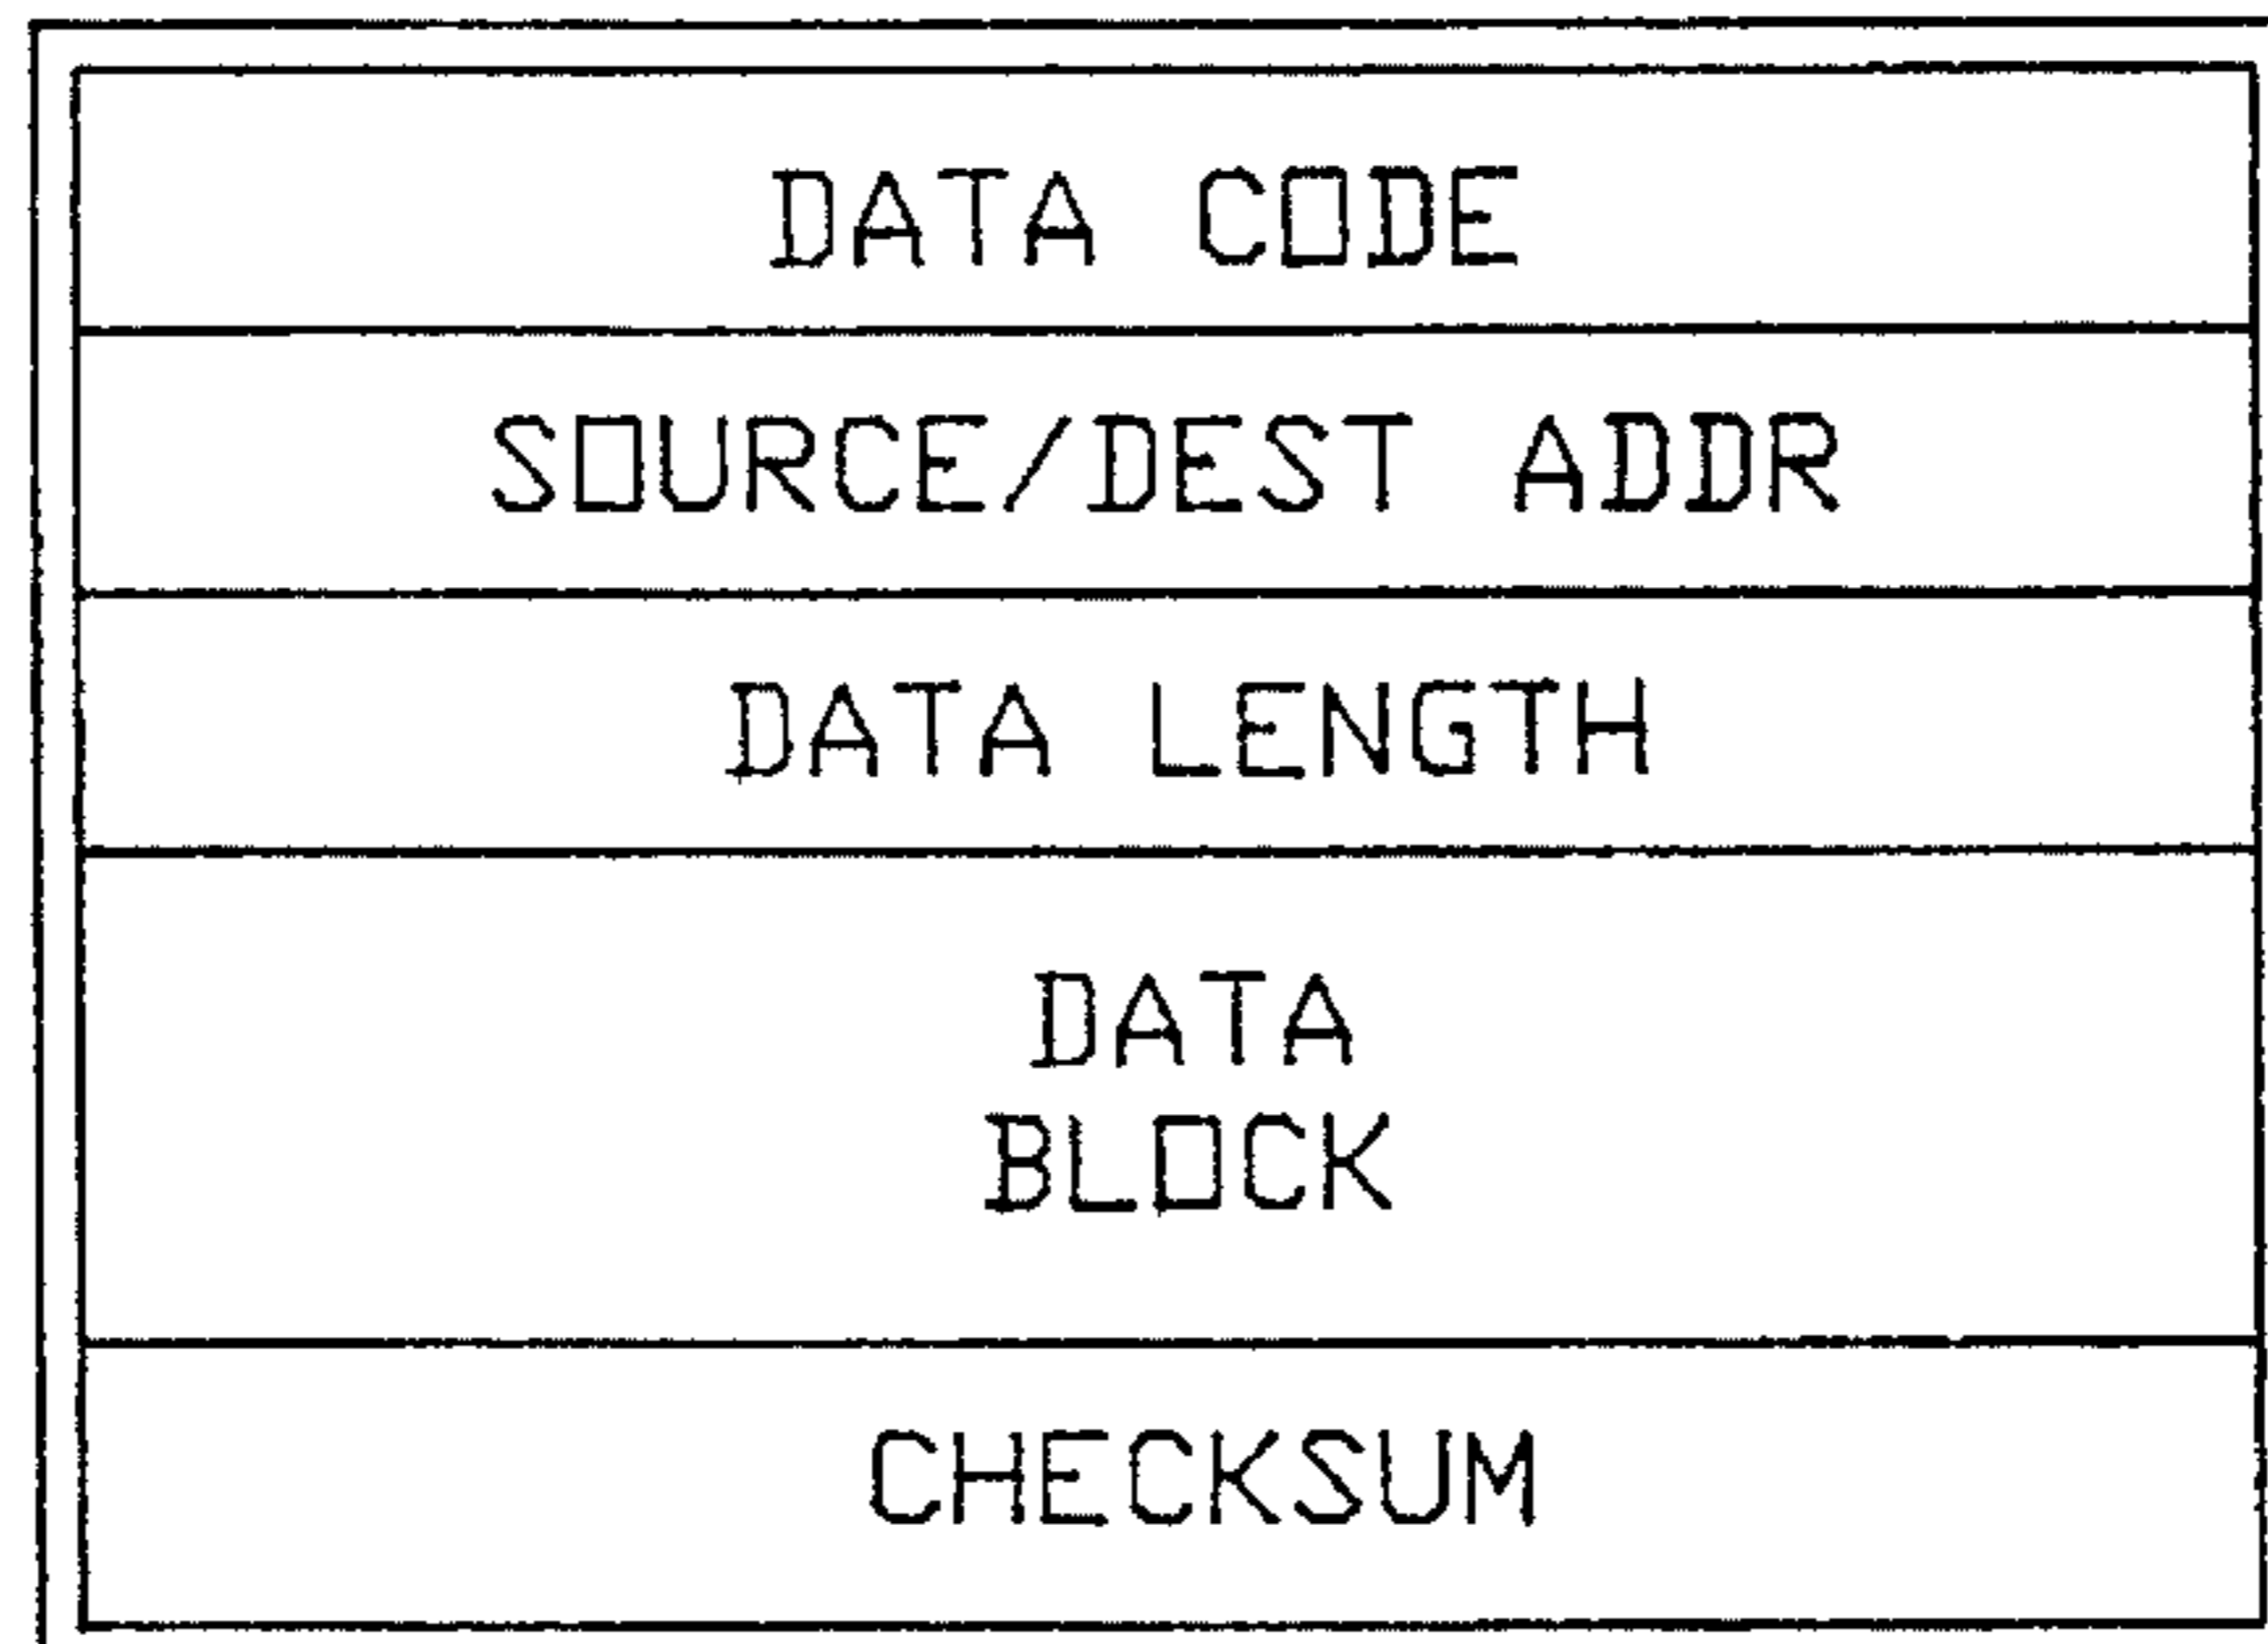 DATA CODE
SOURCE/DEST ADDR
DATA LENGTH
DATA
BLOCK
CHECKSUM